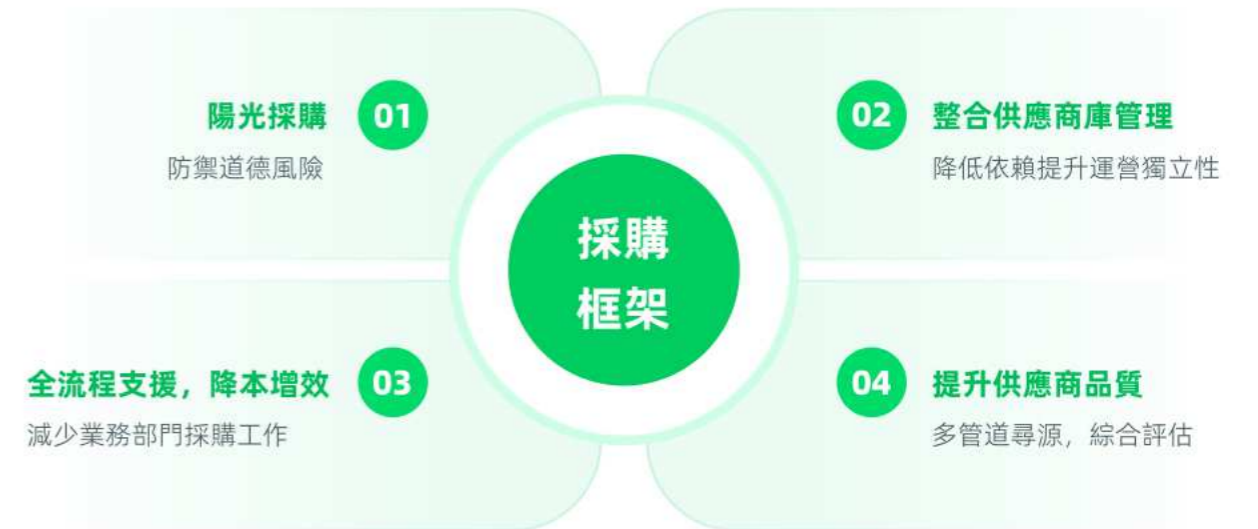 陽光採購
01
防禦道德風險
02
整合供應商庫管理
降低依賴提升運營獨立性
採購
框架
全流程支援，降本增效
03
減少業務部門採購工作
04
提升供應商品質
多管道尋源，綜合評估